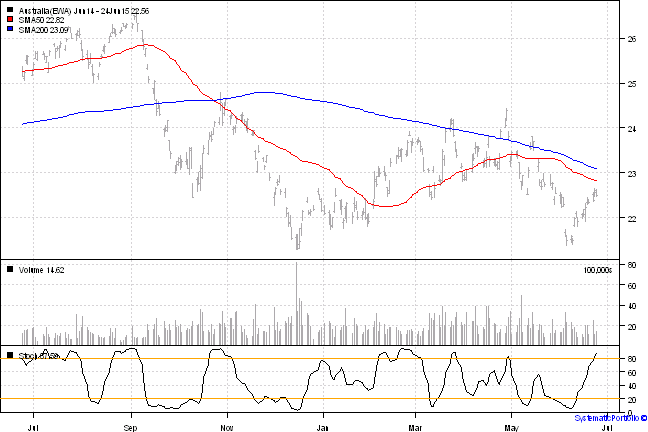 Australia(EWA) Jun14 - 24Jun15 22.56
SMA50 22.82
SMA200 23.09
26
25
24
23
22
Volume 14.62
100,000s
80
60
40
20
Stoch
80
60
40
20
0
Jul Sep Nov Jan Mar May Jul
SystematicPortfolio ©